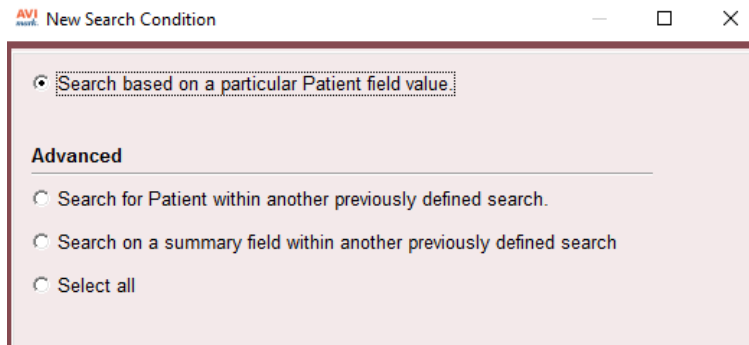 AVI mark. New Search Condition
Search based on a particular Patient field value.
Advanced
Search for Patient within another previously defined search.
Search on a summary field within another previously defined search
Select all